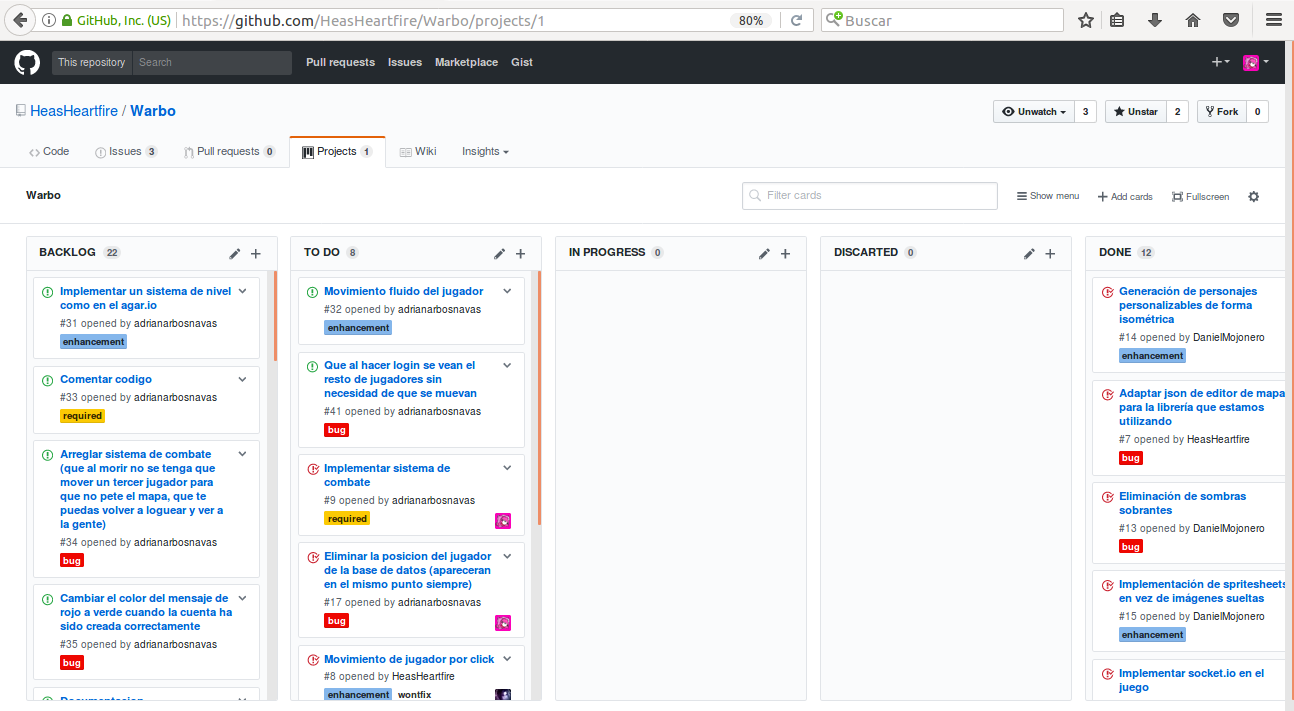 GitHub, Inc. (US) https://github.com/HeasHeartfire/Warbo/projects/1 80% Buscar
This repository Search Pull requests Issues Marketplace Gist
HeasHeartfire / Warbo
Unwatch 3 Unstar 2 Fork 0
Code Issues 3 Pull requests 0 Projects 1 Wiki Insights
Warbo Filter cards Show menu Add cards Fullscreen
BACKLOG 22
Implementar un sistema de nivel
como en el agar.io
#31 opened by adrianarbosnavas
enhancement
Comentar codigo
#33 opened by adrianarbosnavas
required
Arreglar sistema de combate
(que al morir no se tenga que
mover un tercer jugador para
que no pete el mapa, que te
puedas volver a loguear y ver a
la gente)
#34 opened by adrianarbosnavas
bug
Cambiar el color del mensaje de
rojo a verde cuando la cuenta ha
sido creada correctamente
#35 opened by adrianarbosnavas
bug
TO DO 8
Movimiento fluido del jugador
#32 opened by adrianarbosnavas
enhancement
Que al hacer login se vean el
resto de jugadores sin
necesidad de que se muevan
#41 opened by adrianarbosnavas
bug
Implementar sistema de
combate
#9 opened by adrianarbosnavas
required
Eliminar la posicion del jugador
de la base de datos (apareceran
en el mismo punto siempre)
#17 opened by adrianarbosnavas
bug
Movimiento de jugador por click
#8 opened by HeasHeartfire
enhancement wontfix
IN PROGRESS 0
DISCARTED 0
DONE 12
Generación de personajes
personalizables de forma
isométrica
#14 opened by DanielMojonero
enhancement
Adaptar json de editor de mapa
para la librería que estamos
utilizando
#7 opened by HeasHeartfire
bug
Eliminación de sombras
sobrantes
#13 opened by DanielMojonero
bug
Implementación de spritesheets
en vez de imágenes sueltas
#15 opened by DanielMojonero
enhancement
Implementar socket.io en el
juego